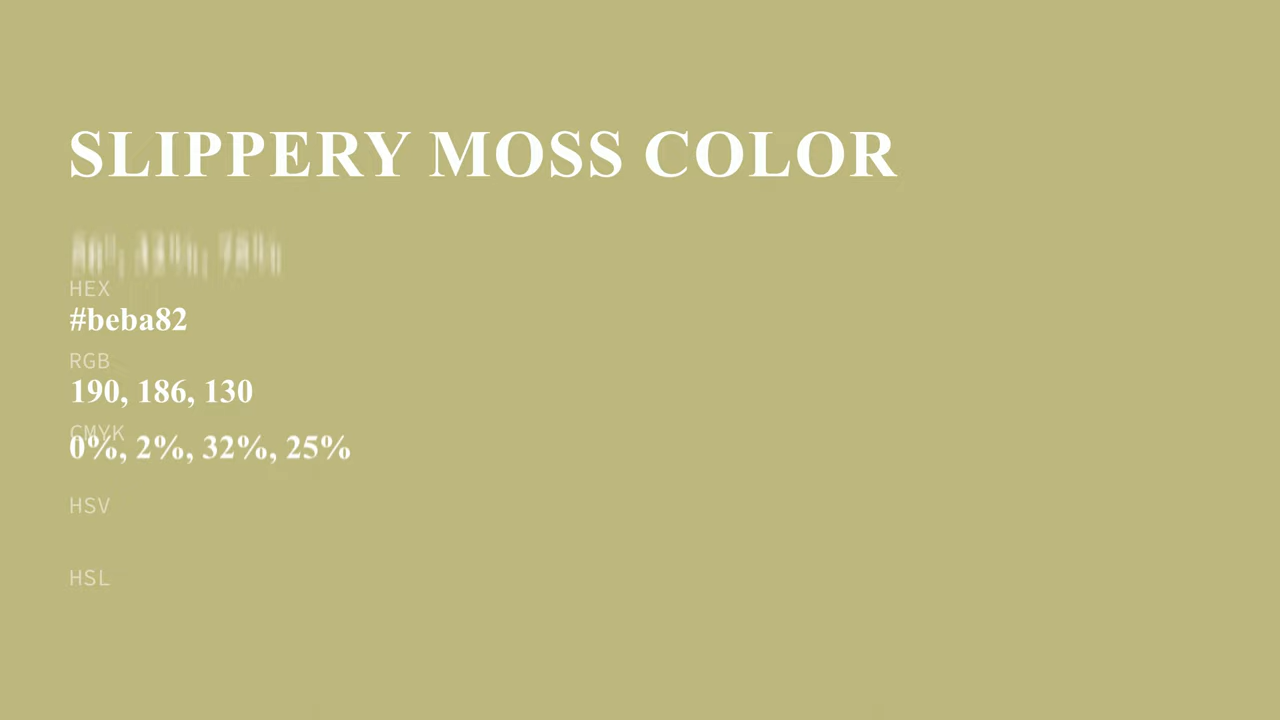 SLIPPERY MOSS COLOR
HEX
#beba82
RGB
190, 186, 130
CMYK
0%, 2%, 32%, 25%
HSV
HSL